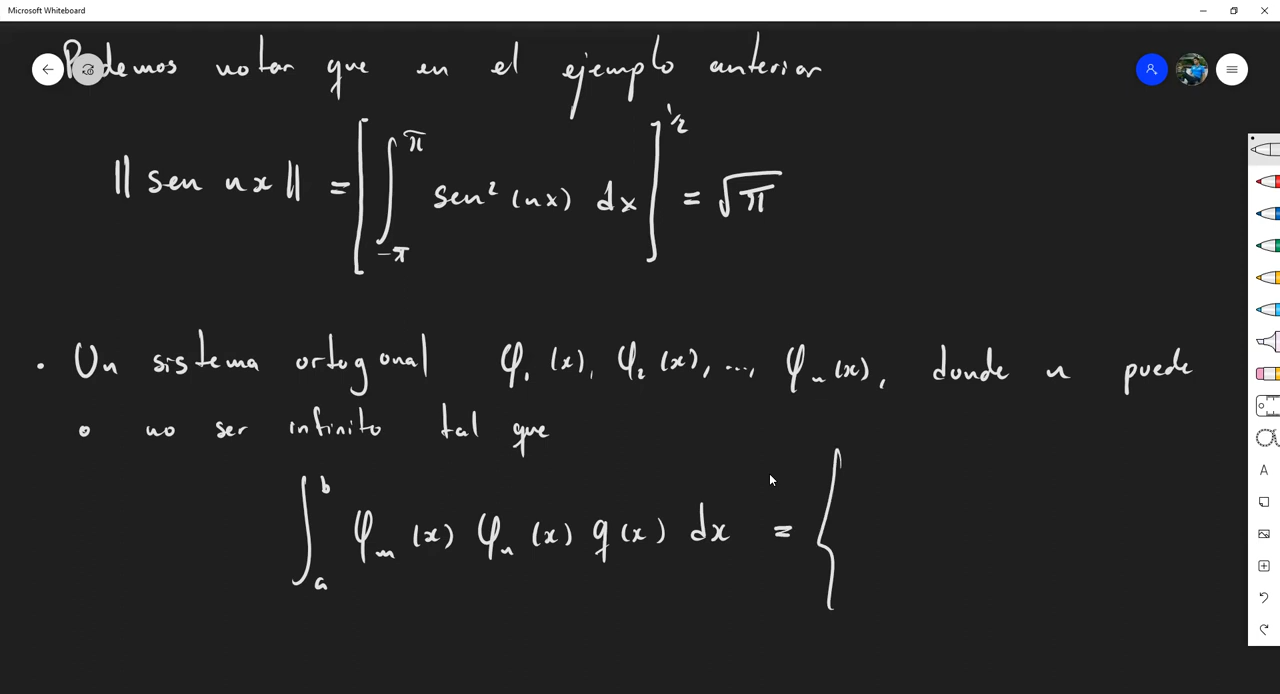 Microsoft Whiteboard
Podemos notar que en el ejemplo anterior
|| sen nx || = [ ∫_{-π}^{π} sen² (nx) dx ]^{1/2} = √π
• Un sistema ortogonal φ₁(x), φ₂(x), ..., φₙ(x), donde n puede
o no ser infinito tal que
∫_a^b φₘ(x) φₙ(x) q(x) dx = {
A